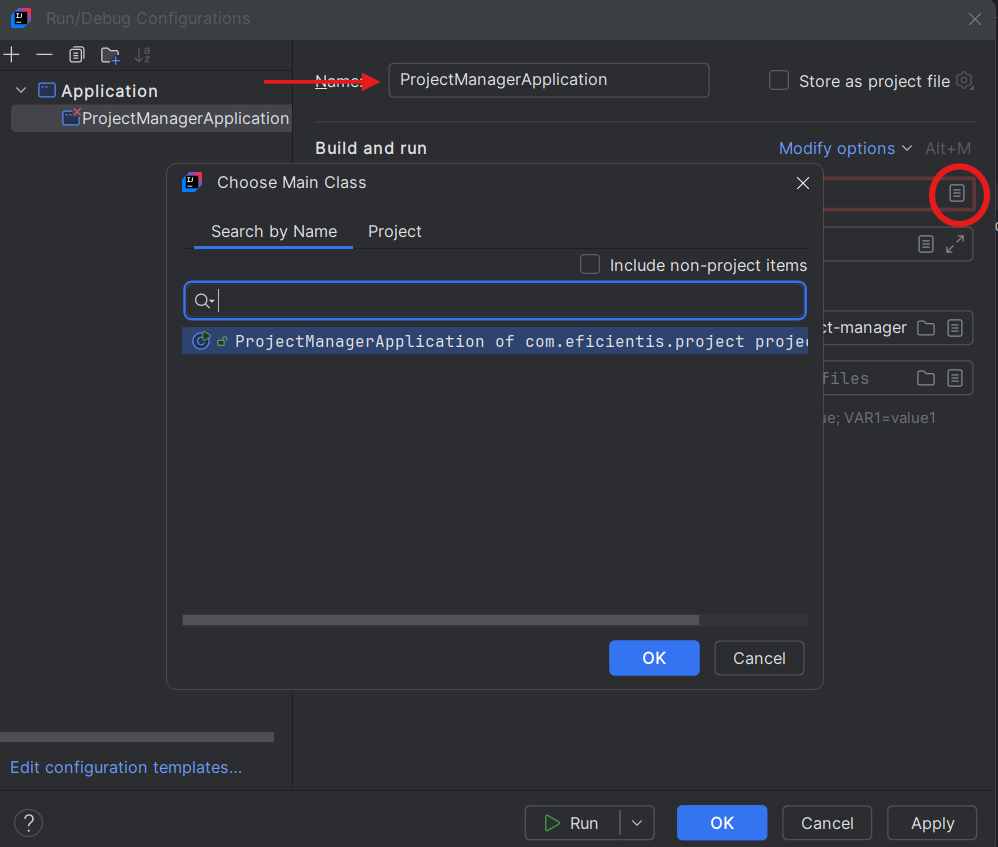 Run/Debug Configurations
Application
ProjectManagerApplication
Name:
ProjectManagerApplication
Store as project file
Build and run
Modify options
Alt+M
Choose Main Class
Search by Name
Project
Include non-project items
ProjectManagerApplication of com.eficientis.project
ct-manager
files
ue; VAR1=value1
OK
Cancel
Edit configuration templates...
?
Run
OK
Cancel
Apply